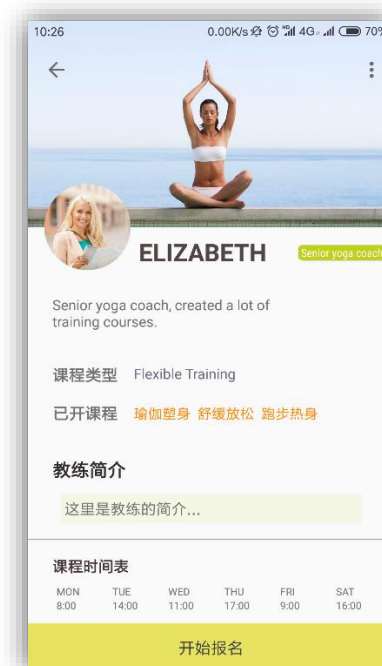 10:26 0.00K/s 4G 70%
ELIZABETH Senior yoga coach
Senior yoga coach, created a lot of
training courses.
课程类型 Flexible Training
已开课程 瑜伽塑身 舒缓放松 跑步热身
教练简介
这里是教练的简介...
课程时间表
MON TUE WED THU FRI SAT
8:00 14:00 11:00 17:00 9:00 16:00
开始报名